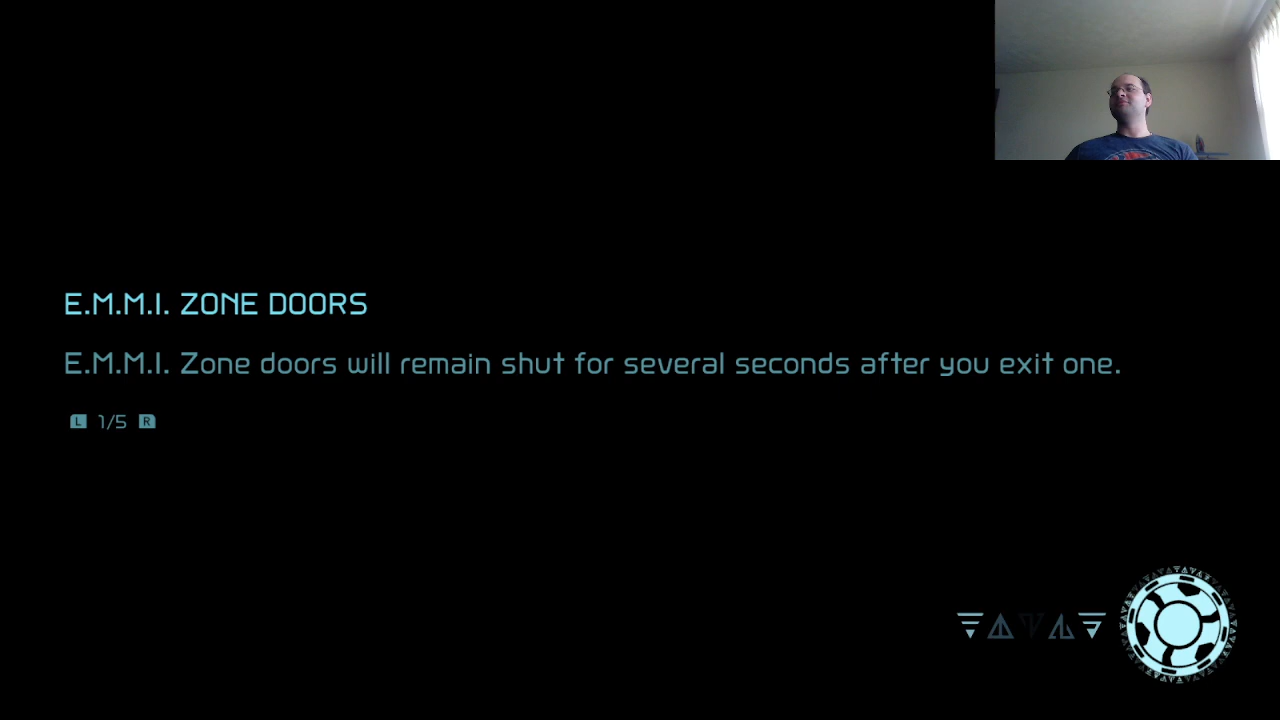 E.M.M.I. ZONE DOORS
E.M.M.I. Zone doors will remain shut for several seconds after you exit one.
L 1/5 R